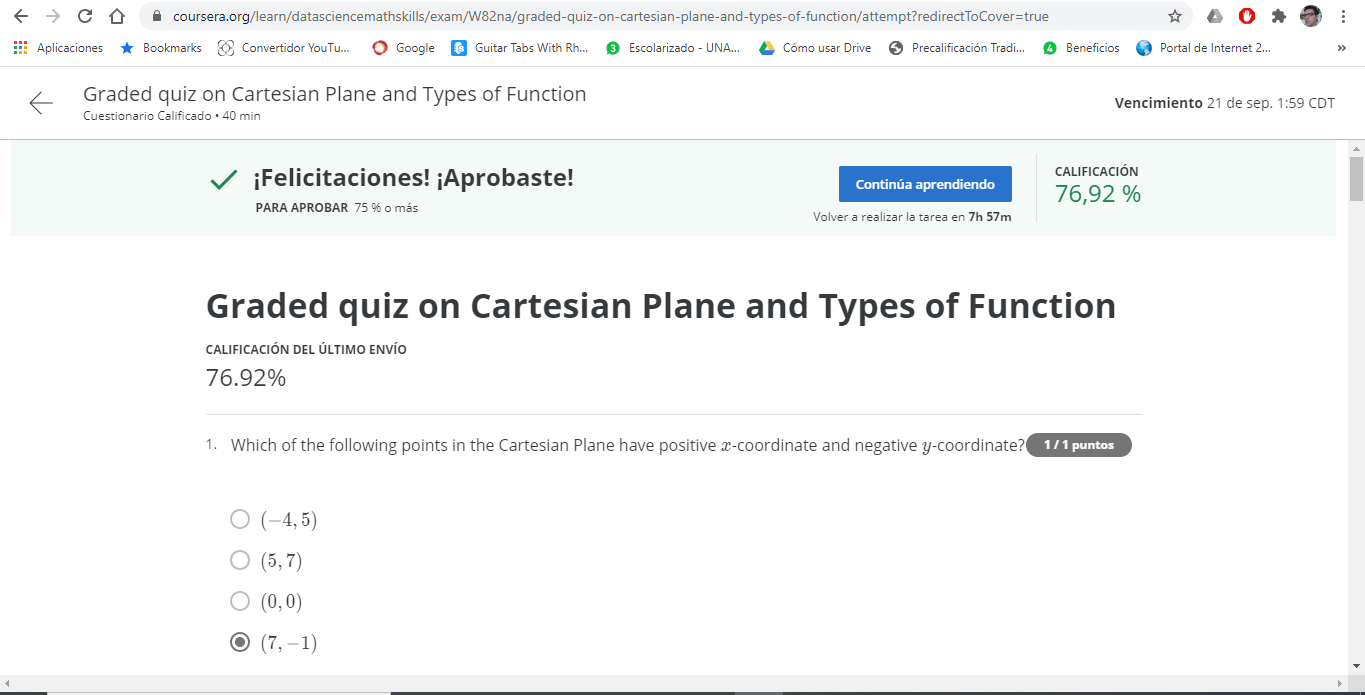 coursera.org/learn/datasciencemathskills/exam/W82na/graded-quiz-on-cartesian-plane-and-types-of-function/attempt?redirectToCover=true
Aplicaciones Bookmarks Convertidor YouTu... Google Guitar Tabs With Rh... 3 Escolarizado - UNA... Cómo usar Drive Precalificación Tradi... 4 Beneficios Portal de Internet 2... »
Graded quiz on Cartesian Plane and Types of Function
Cuestionario Calificado • 40 min
Vencimiento 21 de sep. 1:59 CDT
¡Felicitaciones! ¡Aprobaste!
PARA APROBAR 75 % o más
Continúa aprendiendo
Volver a realizar la tarea en 7h 57m
CALIFICACIÓN
76,92 %
Graded quiz on Cartesian Plane and Types of Function
CALIFICACIÓN DEL ÚLTIMO ENVÍO
76.92%
1. Which of the following points in the Cartesian Plane have positive x-coordinate and negative y-coordinate? 1 / 1 puntos
(−4, 5)
(5, 7)
(0, 0)
(7, −1)